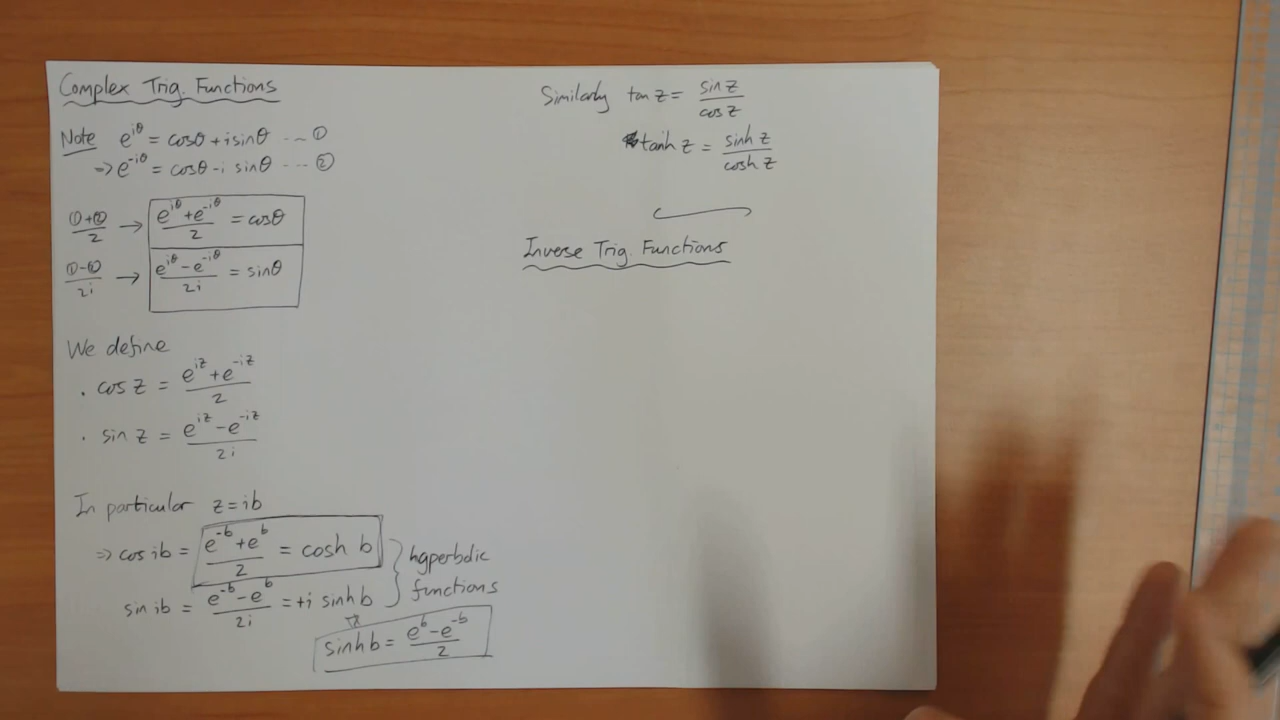 Complex Trig. Functions
Note e^{iθ} = cosθ + i sinθ ... ①
⇒ e^{-iθ} = cosθ - i sinθ ... ②
(①+②)/2 → (e^{iθ} + e^{-iθ})/2 = cosθ
(①-②)/2i → (e^{iθ} - e^{-iθ})/2i = sinθ
We define
. cos z = (e^{iz} + e^{-iz})/2
. sin z = (e^{iz} - e^{-iz})/2i
In particular z = ib
⇒ cos ib = (e^{-b} + e^{b})/2 = cosh b
sin ib = (e^{-b} - e^{b})/2i = +i sinh b
} hyperbolic
functions
sinh b = (e^{b} - e^{-b})/2
Similarly tan z = sin z/cos z
tanh z = sinh z/cosh z
Inverse Trig. Functions